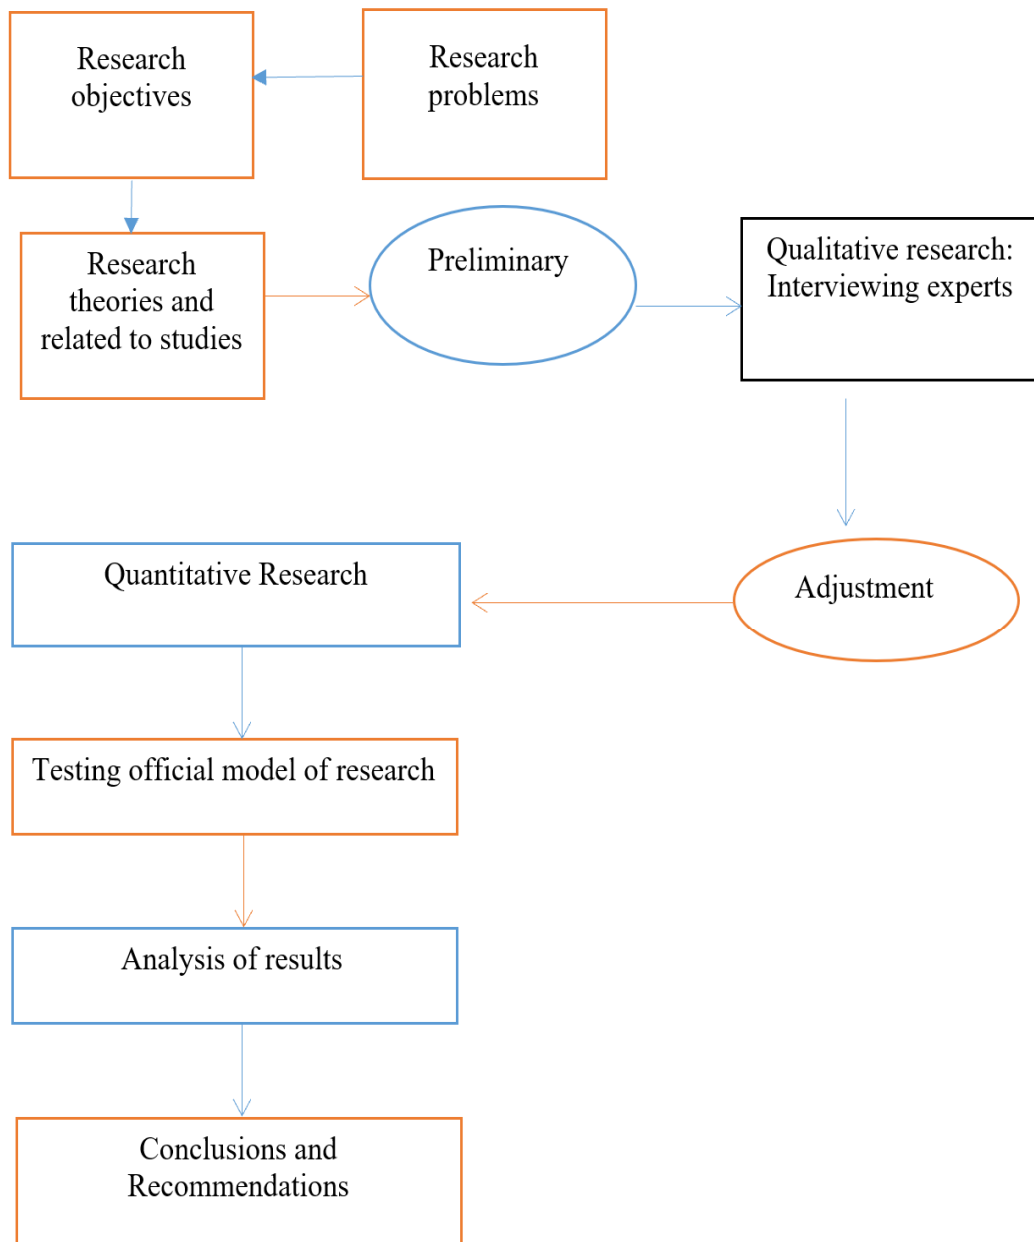 Research
objectives
Research
problems
Research
theories and
related to studies
Preliminary
Qualitative research:
Interviewing experts
Adjustment
Quantitative Research
Testing official model of research
Analysis of results
Conclusions and
Recommendations